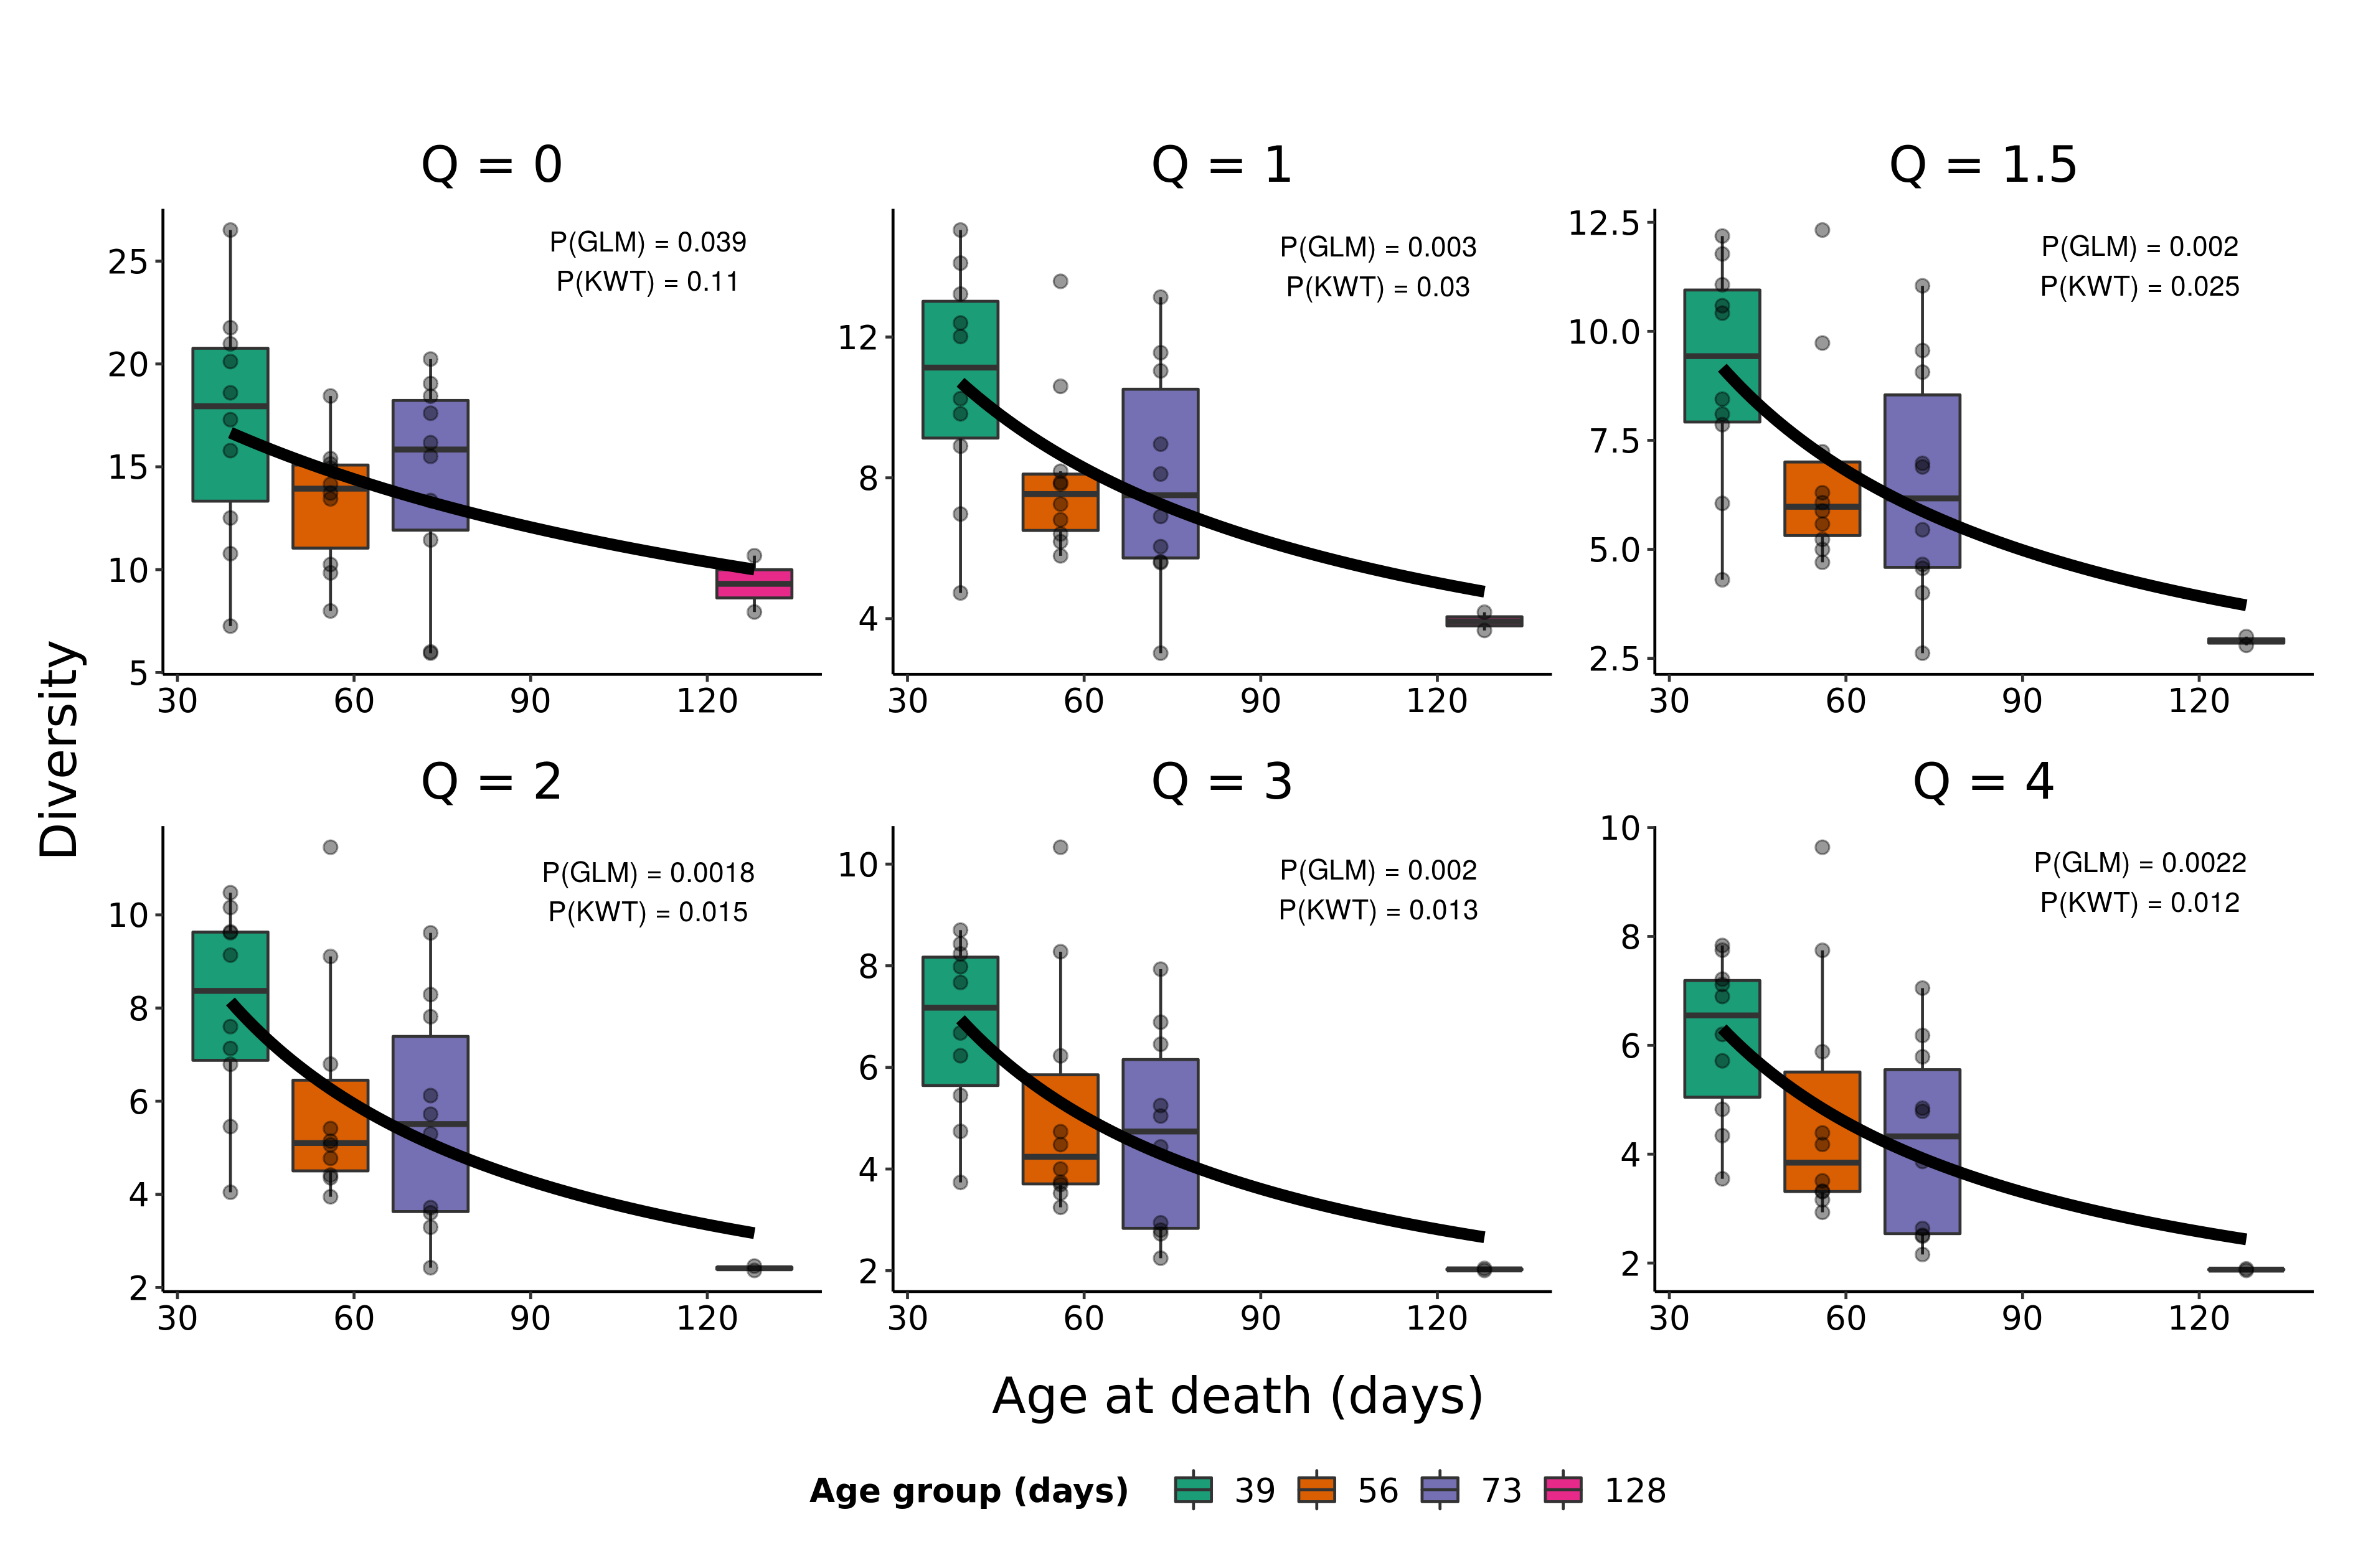 Q = 0
P(GLM) = 0.039
P(KWT) = 0.11
25
20
15
10
5
30 60 90 120
Q = 1
P(GLM) = 0.003
P(KWT) = 0.03
12
8
4
30 60 90 120
Q = 1.5
P(GLM) = 0.002
P(KWT) = 0.025
12.5
10.0
7.5
5.0
2.5
30 60 90 120
Diversity
Q = 2
P(GLM) = 0.0018
P(KWT) = 0.015
10
8
6
4
2
30 60 90 120
Q = 3
P(GLM) = 0.002
P(KWT) = 0.013
10
8
6
4
2
30 60 90 120
Q = 4
P(GLM) = 0.0022
P(KWT) = 0.012
10
8
6
4
2
30 60 90 120
Age at death (days)
Age group (days) 39 56 73 128